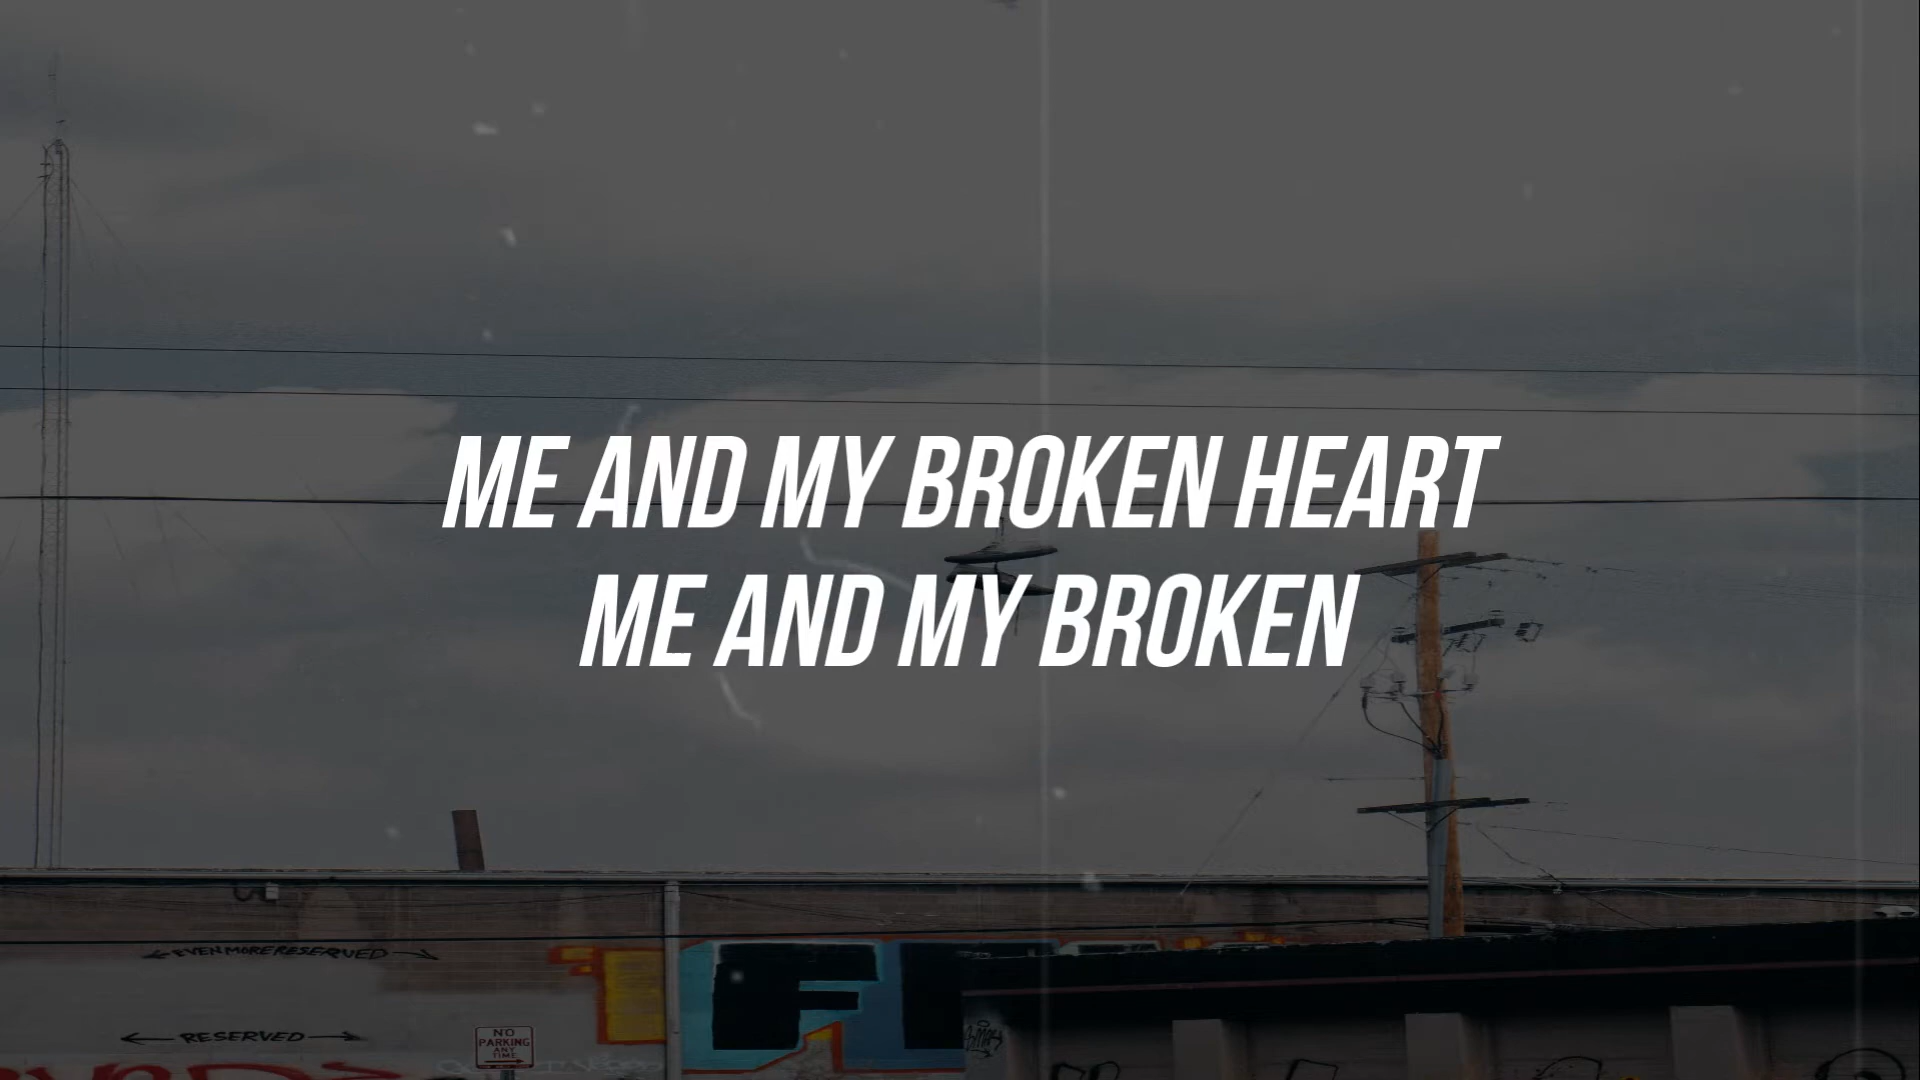 ME AND MY BROKEN HEART
ME AND MY BROKEN
EVEN MORE RESERVED
RESERVED
NO
PARKING
ANY
TIME